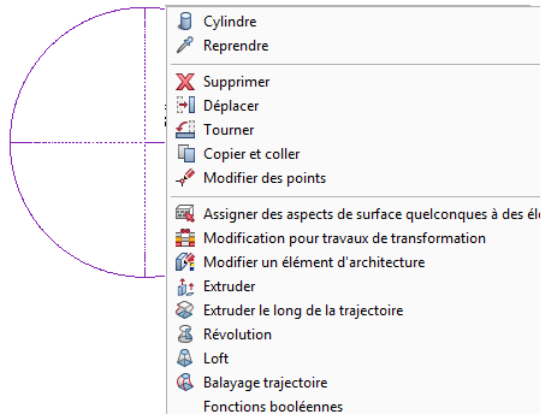 Cylindre
Reprendre
Supprimer
Déplacer
Tourner
Copier et coller
Modifier des points
Assigner des aspects de surface quelconques à des
Modification pour travaux de transformation
Modifier un élément d'architecture
Extruder
Extruder le long de la trajectoire
Révolution
Loft
Balayage trajectoire
Fonctions booléennes